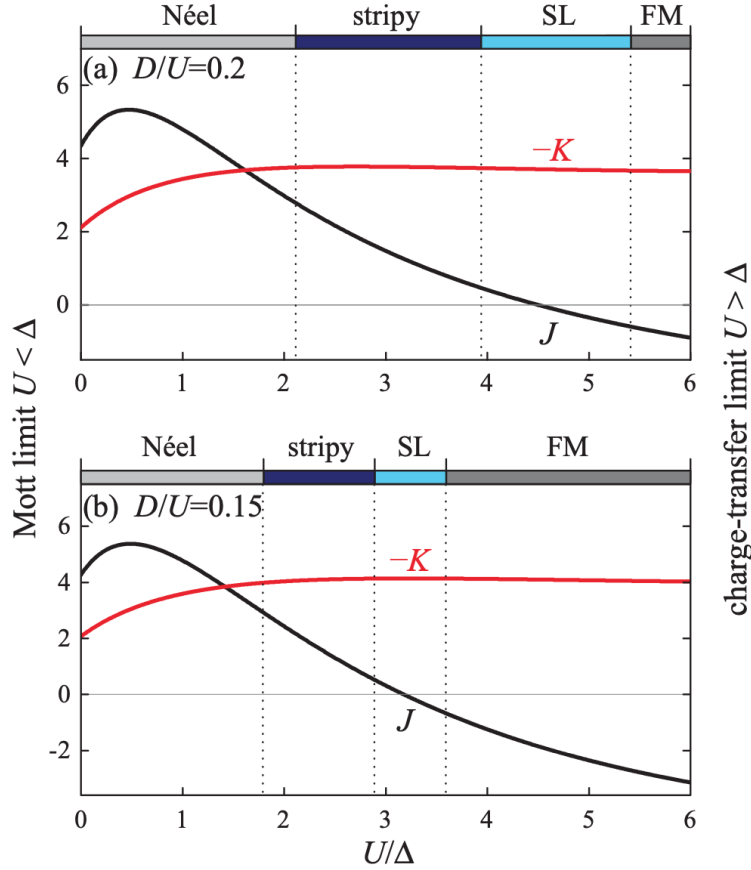 Néel stripy SL FM
(a) D/U=0.2
6
4
2
0
−K
J
0 1 2 3 4 5 6
Mott limit U < Δ
charge-transfer limit U > Δ
Néel stripy SL FM
(b) D/U=0.15
6
4
2
0
-2
−K
J
0 1 2 3 4 5 6
U/Δ